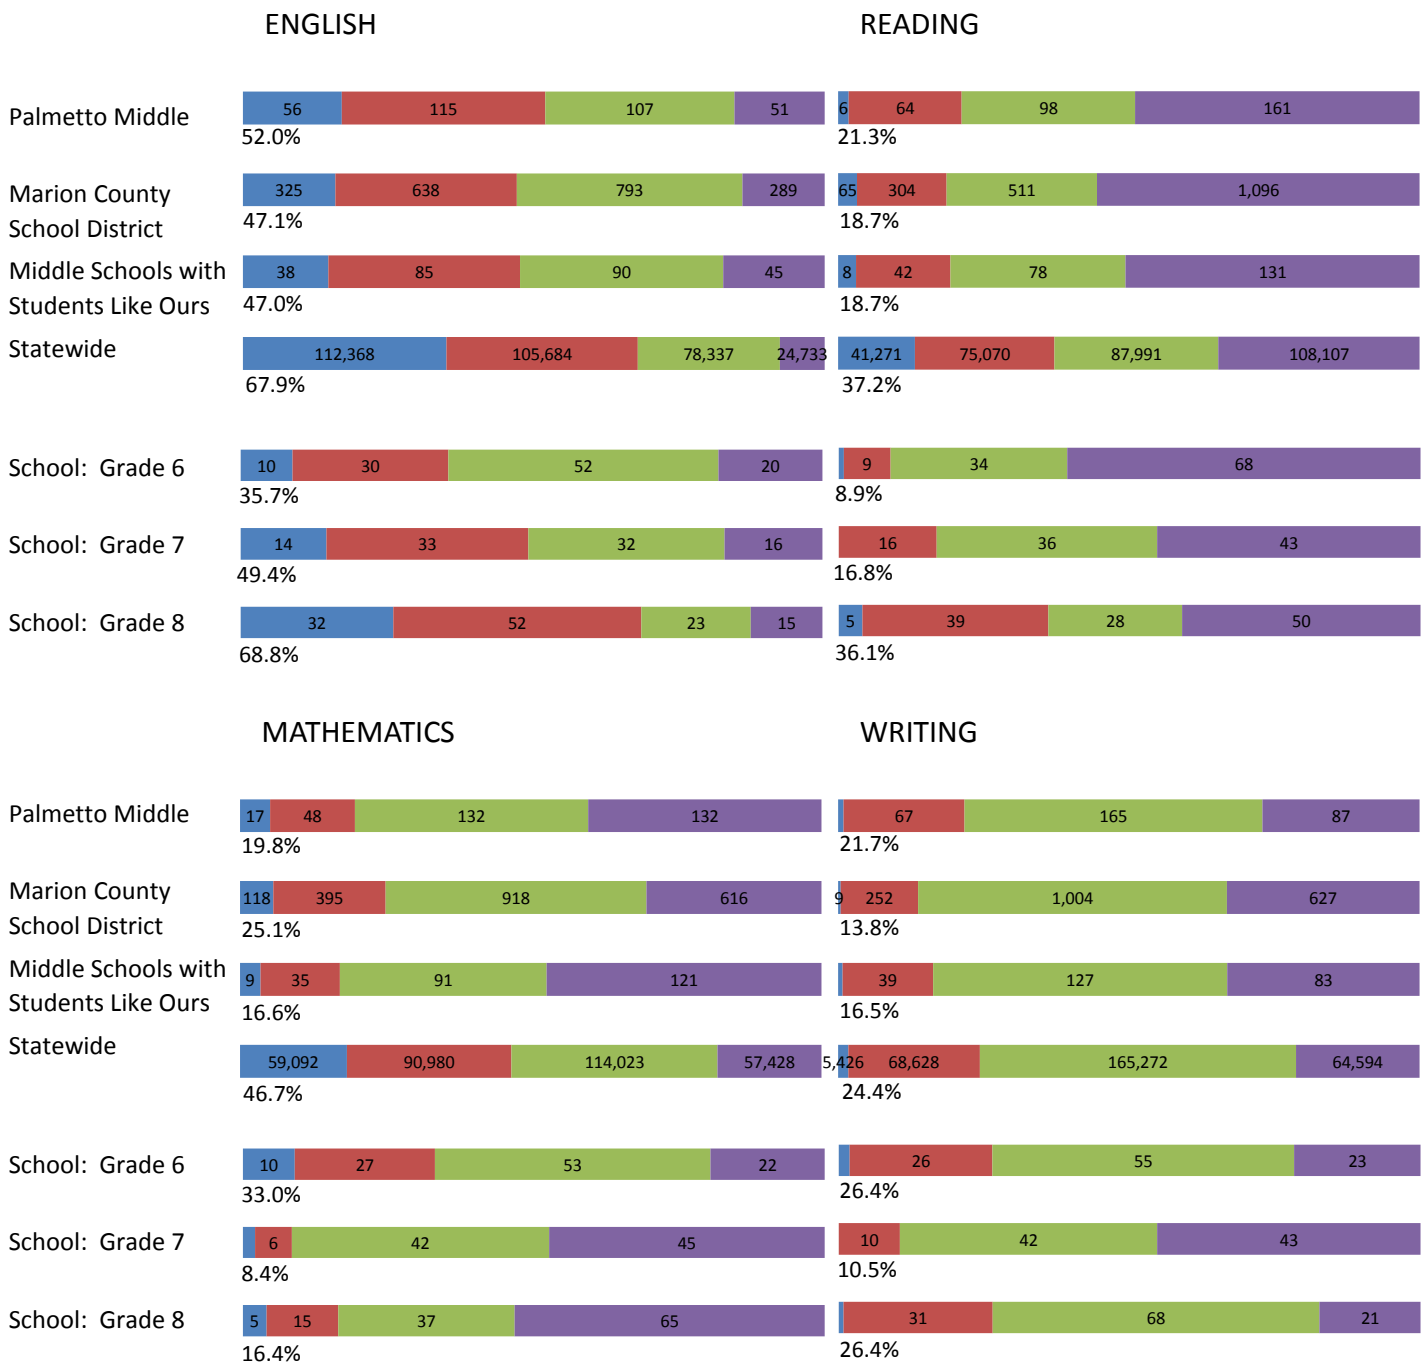 ENGLISH READING
Palmetto Middle 56 115 107 51 6 64 98 161
52.0% 21.3%
Marion County 325 638 793 289 65 304 511 1,096
School District 47.1% 18.7%
Middle Schools with 38 85 90 45 8 42 78 131
Students Like Ours 47.0% 18.7%
Statewide 112,368 105,684 78,337 24,733 41,271 75,070 87,991 108,107
67.9% 37.2%
School: Grade 6 10 30 52 20 9 34 68
35.7% 8.9%
School: Grade 7 14 33 32 16 16 36 43
49.4% 16.8%
School: Grade 8 32 52 23 15 5 39 28 50
68.8% 36.1%
MATHEMATICS WRITING
Palmetto Middle 17 48 132 132 67 165 87
19.8% 21.7%
Marion County 118 395 918 616 9 252 1,004 627
School District 25.1% 13.8%
Middle Schools with 9 35 91 121 39 127 83
Students Like Ours 16.6% 16.5%
Statewide 59,092 90,980 114,023 57,428 5,426 68,628 165,272 64,594
46.7% 24.4%
School: Grade 6 10 27 53 22 26 55 23
33.0% 26.4%
School: Grade 7 6 42 45 10 42 43
8.4% 10.5%
School: Grade 8 5 15 37 65 31 68 21
16.4% 26.4%